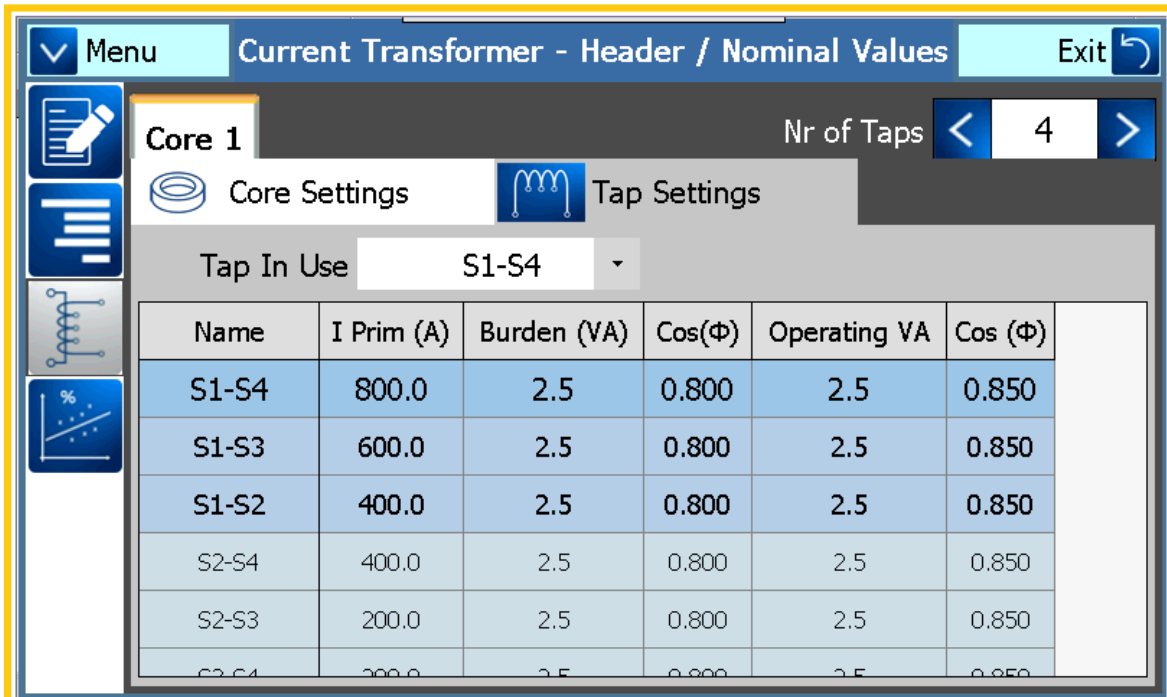 Menu Current Transformer - Header / Nominal Values Exit
Core 1 Nr of Taps 4
Core Settings Tap Settings
Tap In Use S1-S4
Name I Prim (A) Burden (VA) Cos(Φ) Operating VA Cos (Φ)
S1-S4 800.0 2.5 0.800 2.5 0.850
S1-S3 600.0 2.5 0.800 2.5 0.850
S1-S2 400.0 2.5 0.800 2.5 0.850
S2-S4 400.0 2.5 0.800 2.5 0.850
S2-S3 200.0 2.5 0.800 2.5 0.850
%